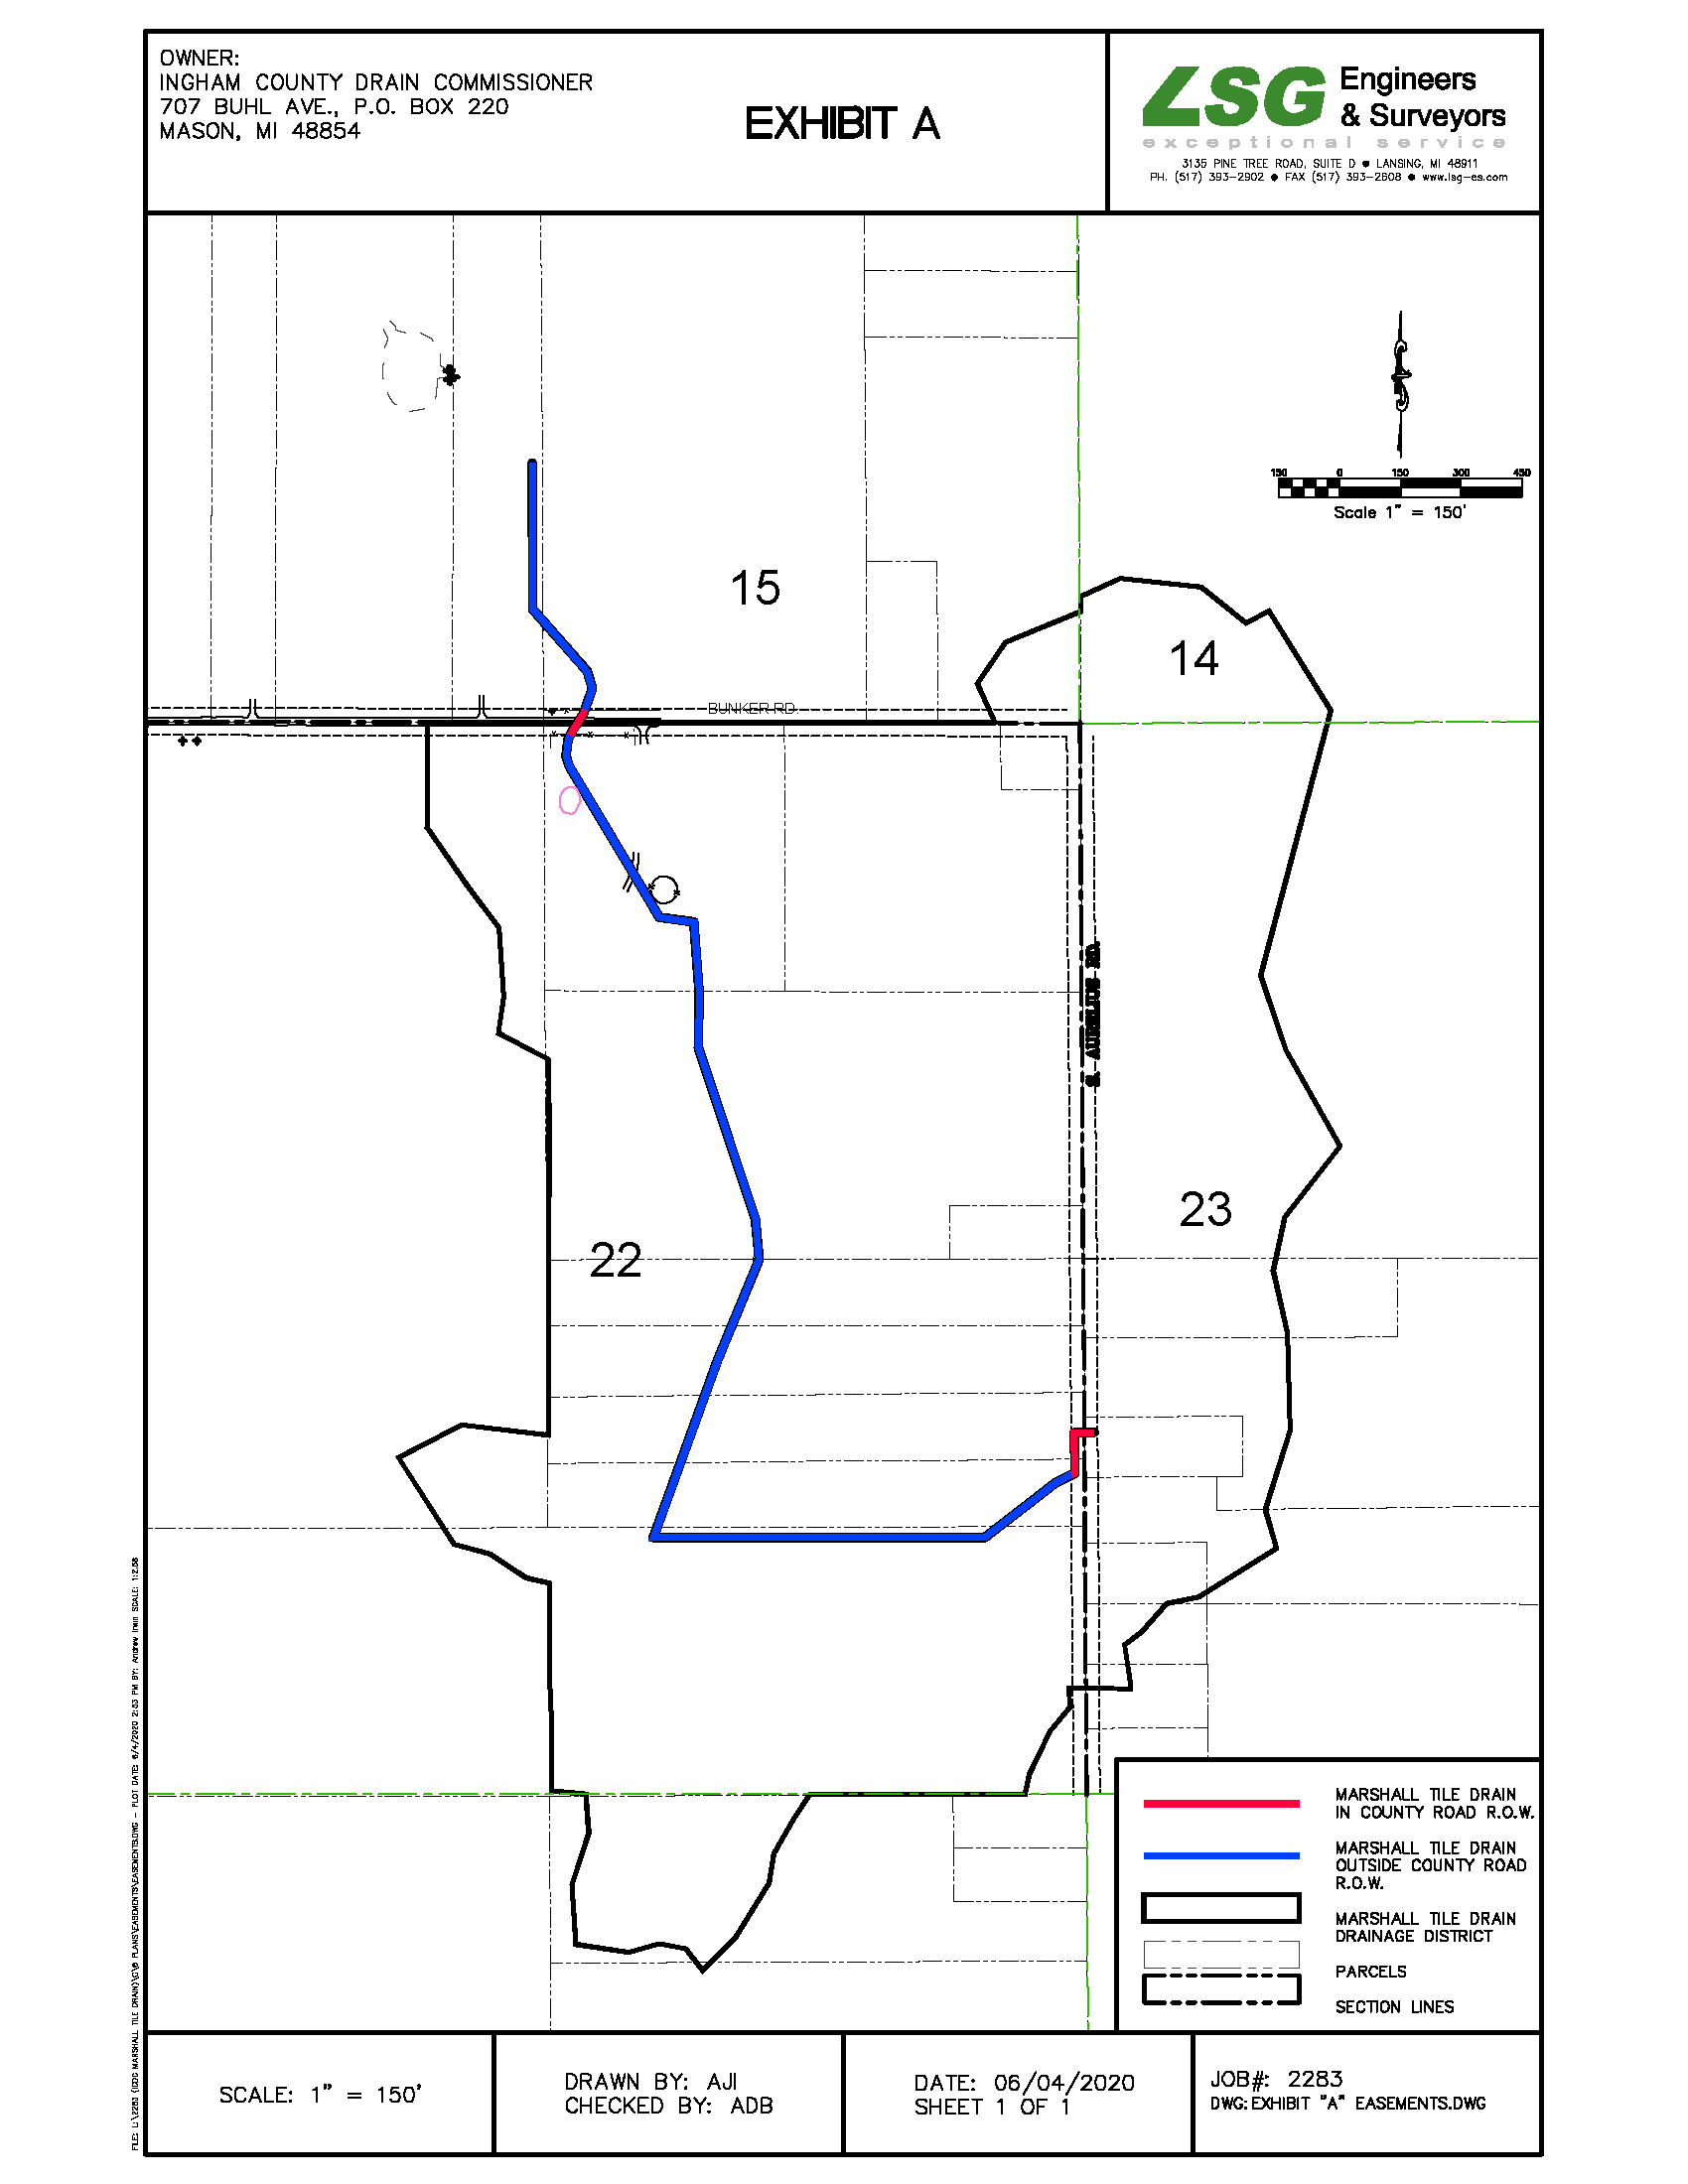 OWNER:
INGHAM COUNTY DRAIN COMMISSIONER
707 BUHL AVE., P.O. BOX 220
MASON, MI 48854
EXHIBIT A
LSG Engineers
& Surveyors
exceptional service
3135 PINE TREE ROAD, SUITE D ● LANSING, MI 48911
PH. (517) 393-2902 ● FAX (517) 393-2608 ● www.lsg-es.com
150 0 150 300 450
Scale 1" = 150'
15
14
BUNKER RD.
S. AURELIUS RD.
23
22
MARSHALL TILE DRAIN
IN COUNTY ROAD R.O.W.
MARSHALL TILE DRAIN
OUTSIDE COUNTY ROAD
R.O.W.
MARSHALL TILE DRAIN
DRAINAGE DISTRICT
PARCELS
SECTION LINES
SCALE: 1" = 150'
DRAWN BY: AJI
CHECKED BY: ADB
DATE: 06/04/2020
SHEET 1 OF 1
JOB#: 2283
DWG: EXHIBIT "A" EASEMENTS.DWG